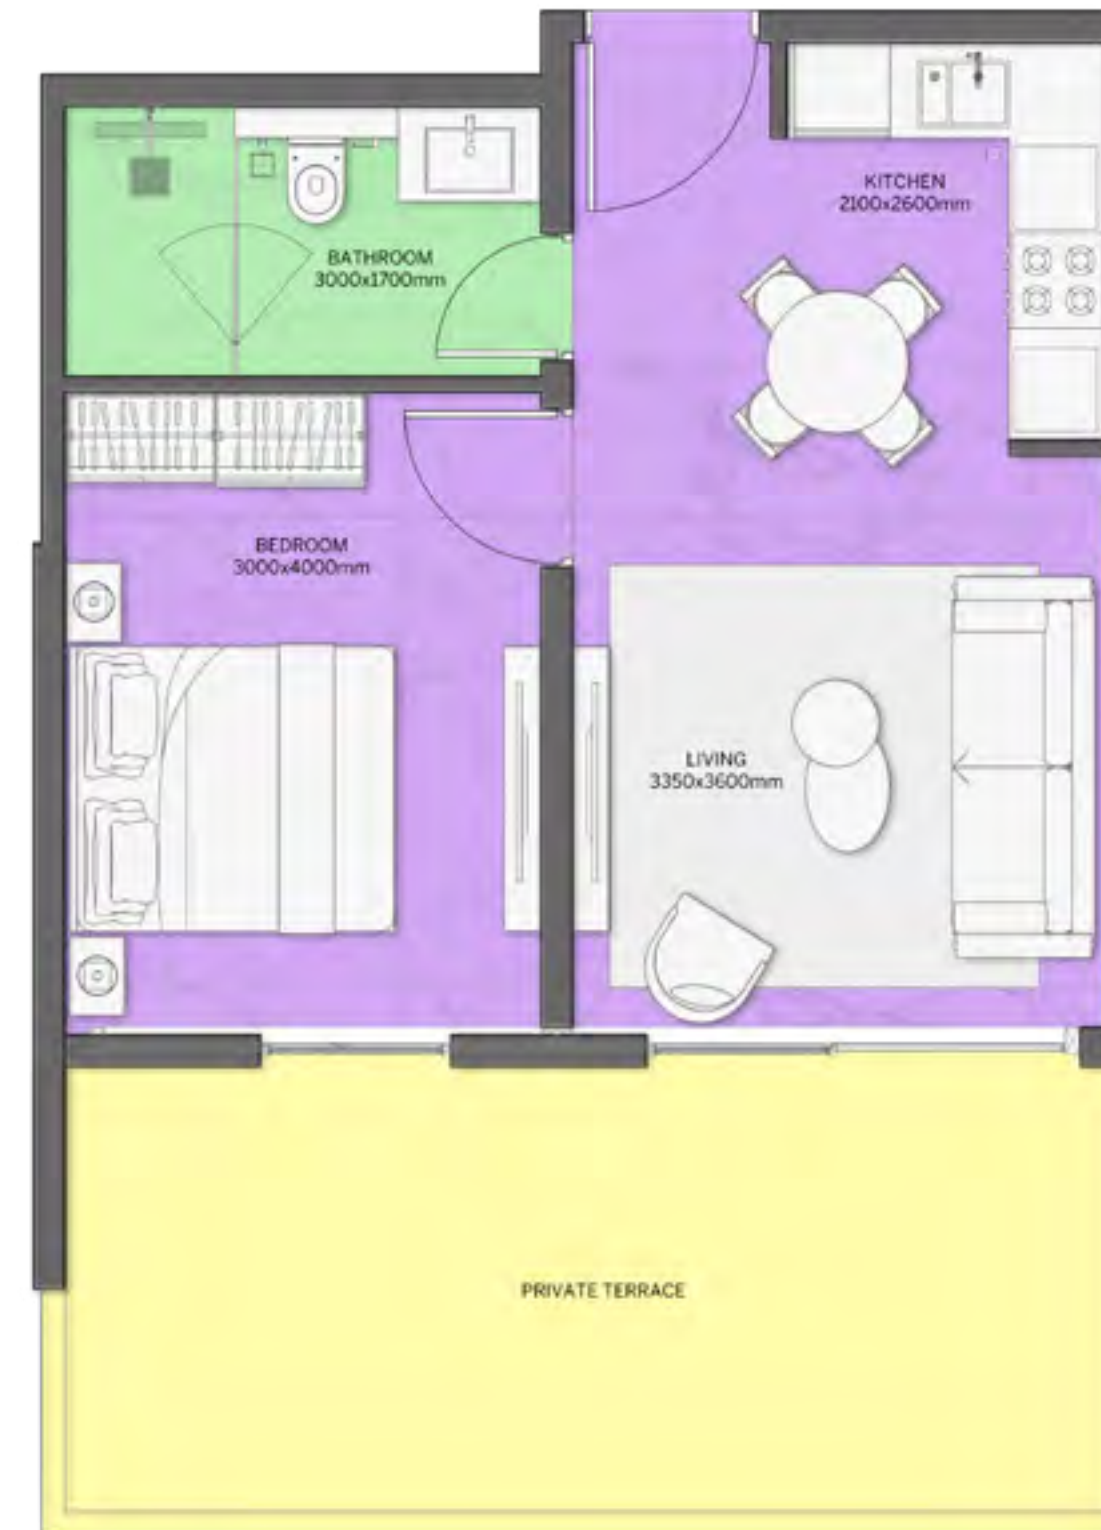 KITCHEN
2100x2600mm
BATHROOM
3000x1700mm
BEDROOM
3000x4000mm
LIVING
3350x3600mm
PRIVATE TERRACE